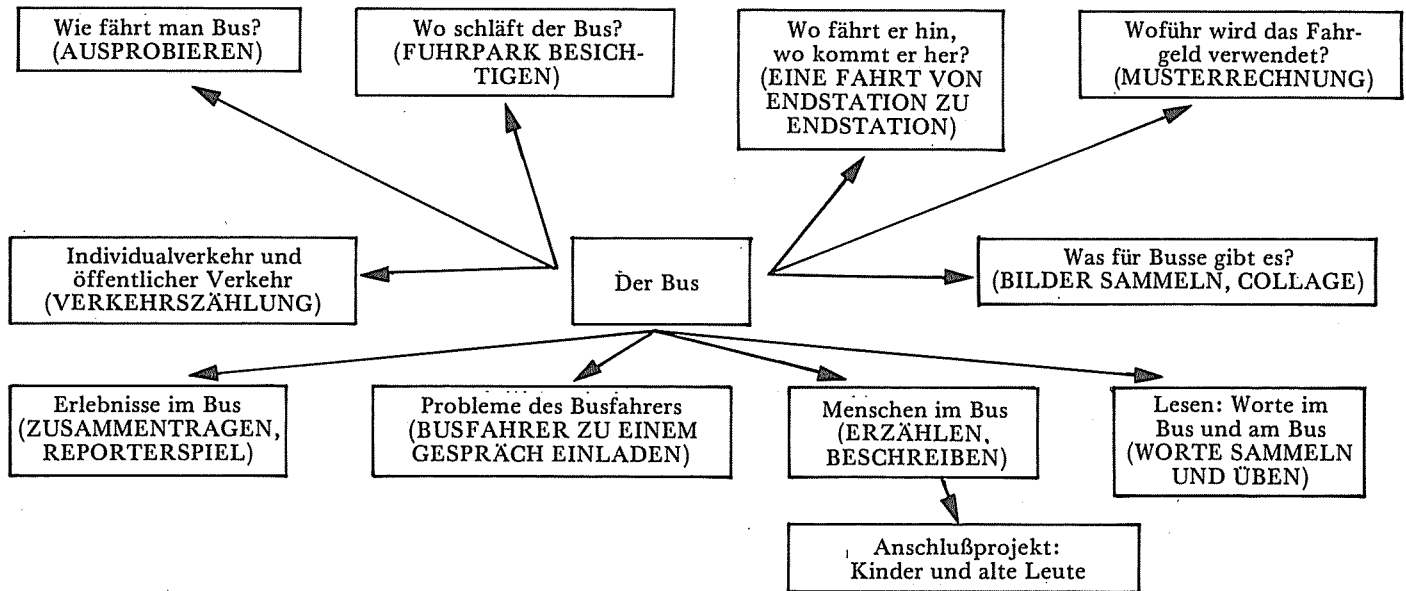 Wie fährt man Bus?
(AUSPROBIEREN)
Wo schläft der Bus?
(FUHRPARK BESICH-
TIGEN)
Wo fährt er hin,
wo kommt er her?
(EINE FAHRT VON
ENDSTATION ZU
ENDSTATION)
Woführ wird das Fahr-
geld verwendet?
(MUSTERRECHNUNG)
Individualverkehr und
öffentlicher Verkehr
(VERKEHRSZÄHLUNG)
Der Bus
Was für Busse gibt es?
(BILDER SAMMELN, COLLAGE)
Erlebnisse im Bus
(ZUSAMMENTRAGEN,
REPORTERSPIEL)
Probleme des Busfahrers
(BUSFAHRER ZU EINEM
GESPRÄCH EINLADEN)
Menschen im Bus
(ERZÄHLEN,
BESCHREIBEN)
Lesen: Worte im
Bus und am Bus
(WORTE SAMMELN
UND ÜBEN)
Anschlußprojekt:
Kinder und alte Leute